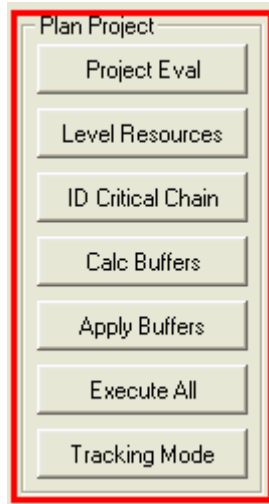 Plan Project
Project Eval
Level Resources
ID Critical Chain
Calc Buffers
Apply Buffers
Execute All
Tracking Mode